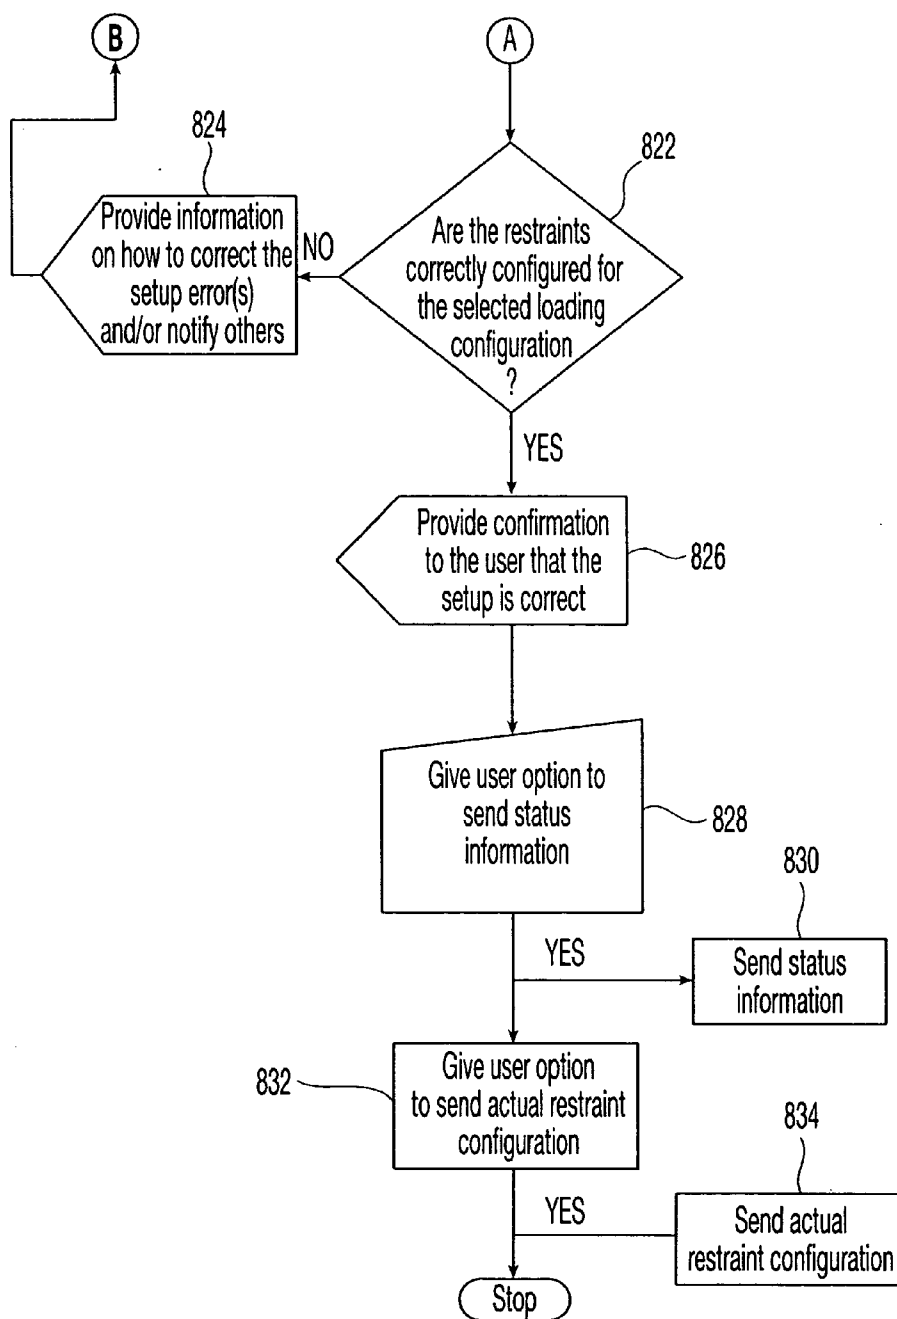 B
A
824
822
Provide information
on how to correct the
setup error(s)
and/or notify others
NO
Are the restraints
correctly configured for
the selected loading
configuration
?
YES
Provide confirmation
to the user that the
setup is correct
826
Give user option to
send status
information
828
830
YES
Send status
information
832
Give user option
to send actual restraint
configuration
834
YES
Send actual
restraint configuration
Stop